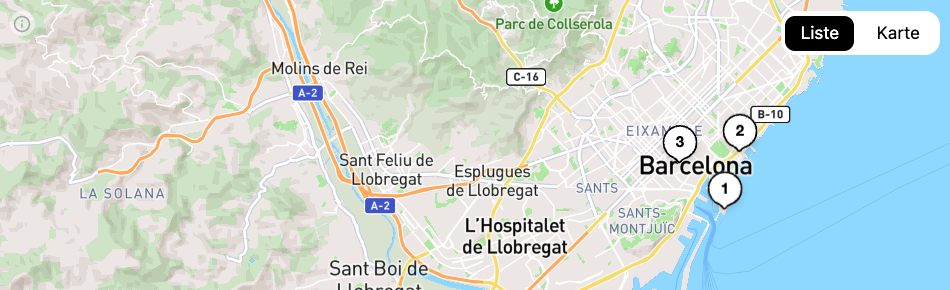 Parc de Collserola
Liste
Karte
Molins de Rei
C-16
A-2
B-10
EIXAMPLE
2
3
Barcelona
Sant Feliu de
Llobregat
Esplugues
de Llobregat
LA SOLANA
SANTS
1
A-2
SANTS-
MONTJUÏC
L'Hospitalet
de Llobregat
Sant Boi de
Llobregat